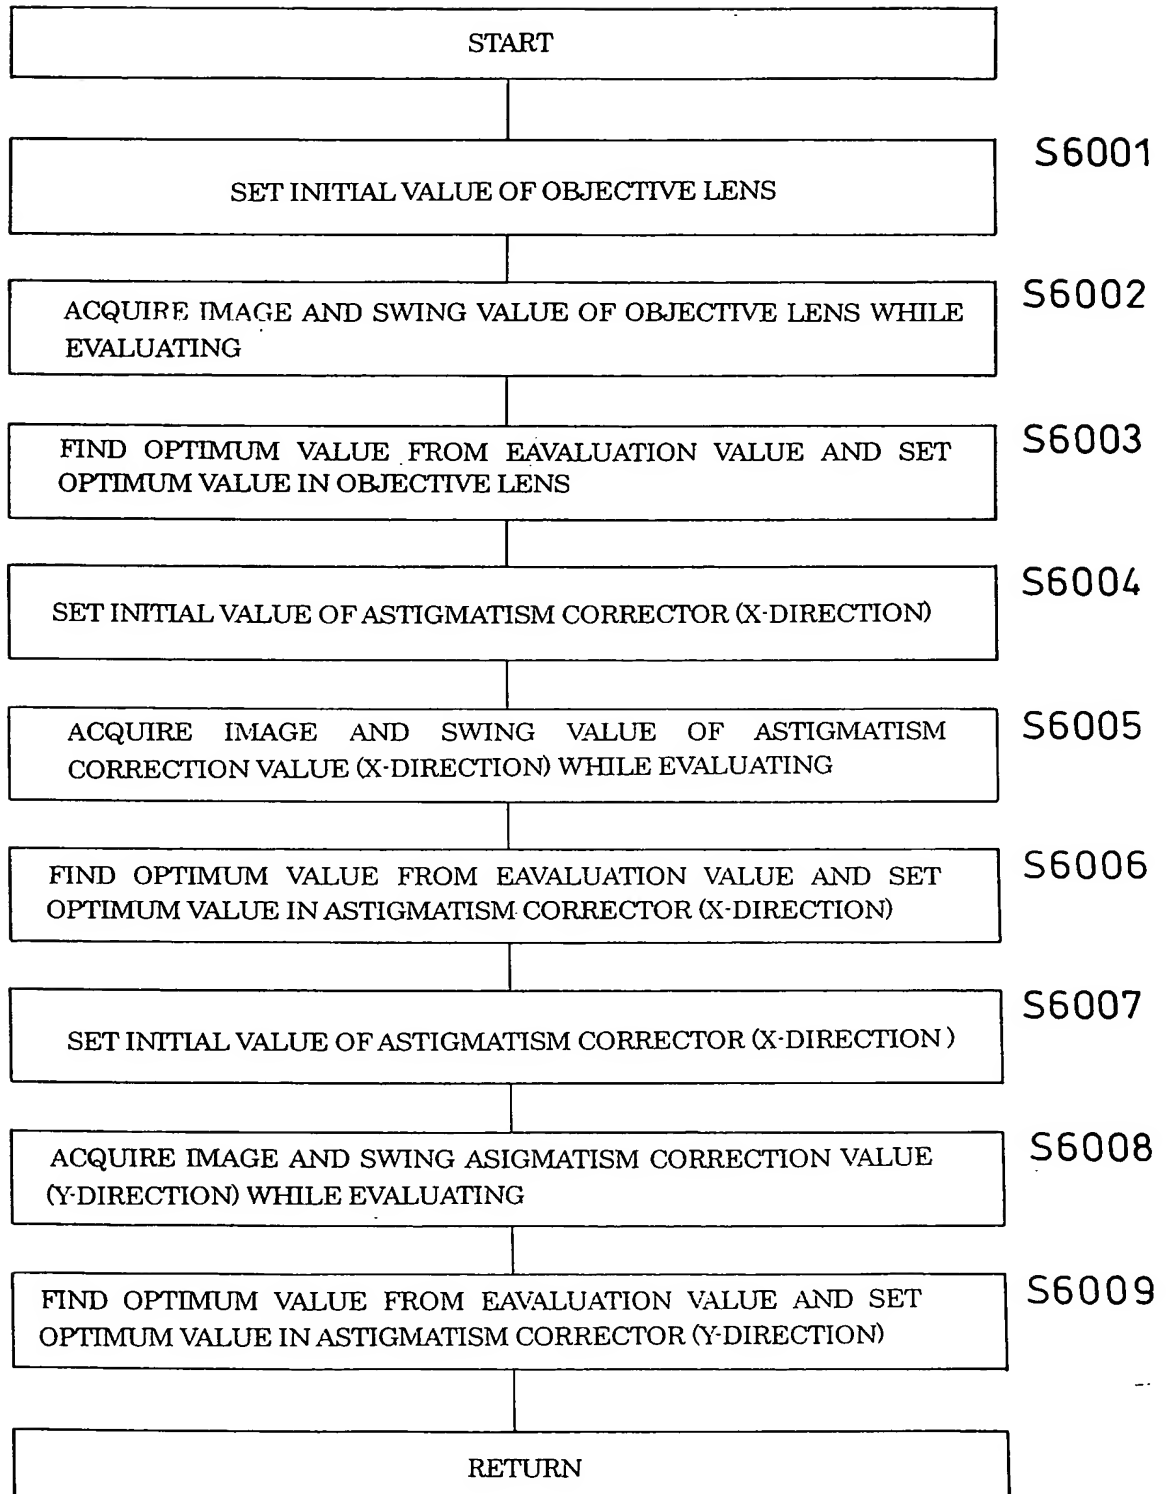 START
S6001
SET INITIAL VALUE OF OBJECTIVE LENS
S6002
ACQUIRE IMAGE AND SWING VALUE OF OBJECTIVE LENS WHILE
EVALUATING
S6003
FIND OPTIMUM VALUE FROM EAVALUATION VALUE AND SET
OPTIMUM VALUE IN OBJECTIVE LENS
S6004
SET INITIAL VALUE OF ASTIGMATISM CORRECTOR (X-DIRECTION)
S6005
ACQUIRE IMAGE AND SWING VALUE OF ASTIGMATISM
CORRECTION VALUE (X-DIRECTION) WHILE EVALUATING
S6006
FIND OPTIMUM VALUE FROM EAVALUATION VALUE AND SET
OPTIMUM VALUE IN ASTIGMATISM CORRECTOR (X-DIRECTION)
S6007
SET INITIAL VALUE OF ASTIGMATISM CORRECTOR (X-DIRECTION )
S6008
ACQUIRE IMAGE AND SWING ASIGMATISM CORRECTION VALUE
(Y-DIRECTION) WHILE EVALUATING
S6009
FIND OPTIMUM VALUE FROM EAVALUATION VALUE AND SET
OPTIMUM VALUE IN ASTIGMATISM CORRECTOR (Y-DIRECTION)
RETURN